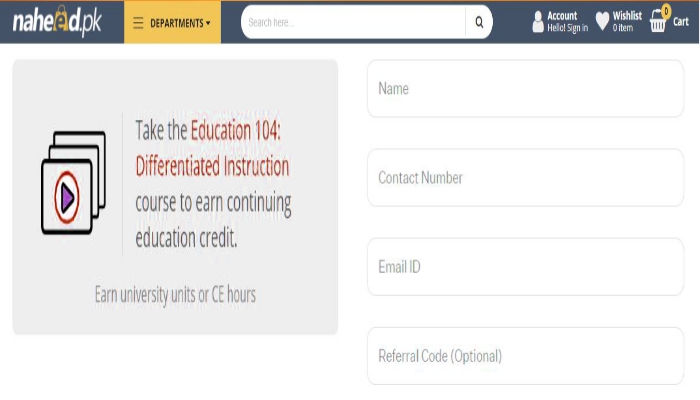 naheed.pk
DEPARTMENTS
Search here...
Account
Hello! Sign in
Wishlist
0 item
0
Cart
Take the Education 104:
Differentiated Instruction
course to earn continuing
education credit.
Earn university units or CE hours
Name
Contact Number
Email ID
Referral Code (Optional)